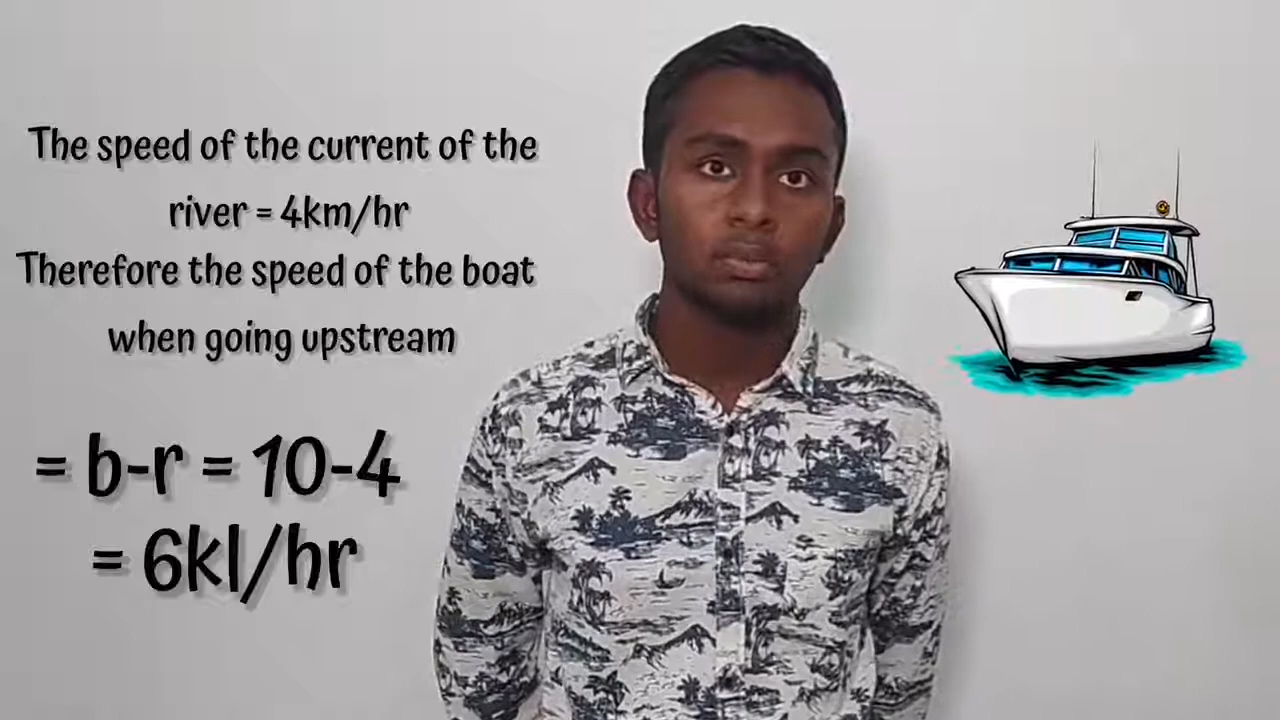 The speed of the current of the
river = 4km/hr
Therefore the speed of the boat
when going upstream
= b-r = 10-4
= 6kl/hr